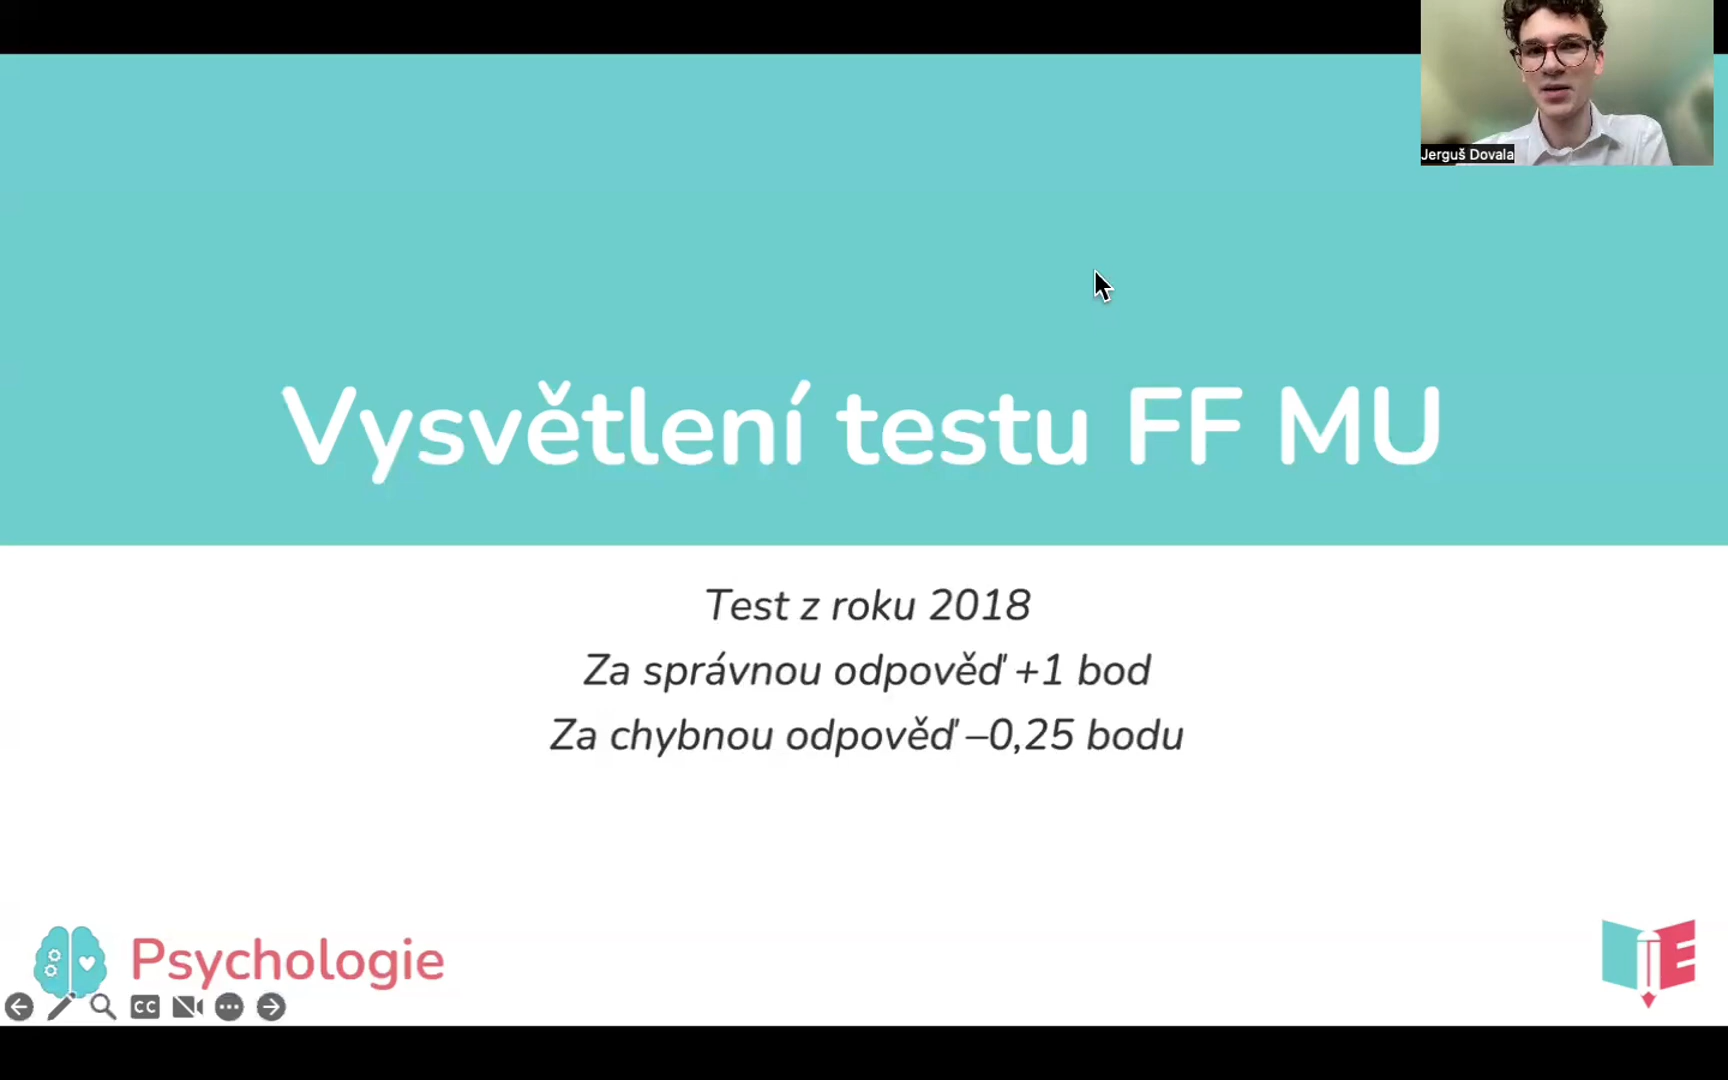 Jerguš Dovala
Vysvětlení testu FF MU
Test z roku 2018
Za správnou odpověď +1 bod
Za chybnou odpověď –0,25 bodu
Psychologie
CC
E